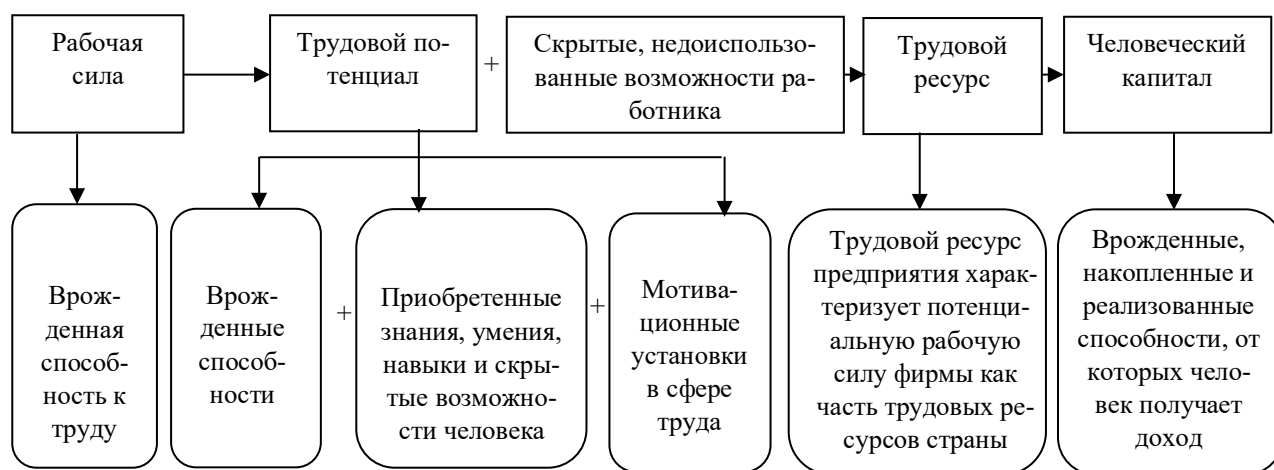 Рабочая
сила
Трудовой по-
тенциал
+
Скрытые, недоиспользо-
ванные возможности ра-
ботника
Трудовой
ресурс
Человеческий
капитал
Врож-
денная
способ-
ность к
труду
Врож-
денные
способ-
ности
+
Приобретенные
знания, умения,
навыки и скры-
тые возможно-
сти человека
+
Мотива-
ционные
установки
в сфере
труда
Трудовой ресурс
предприятия харак-
теризует потенци-
альную рабочую
силу фирмы как
часть трудовых ре-
сурсов страны
Врожденные,
накопленные и
реализованные
способности, от
которых чело-
век получает
доход